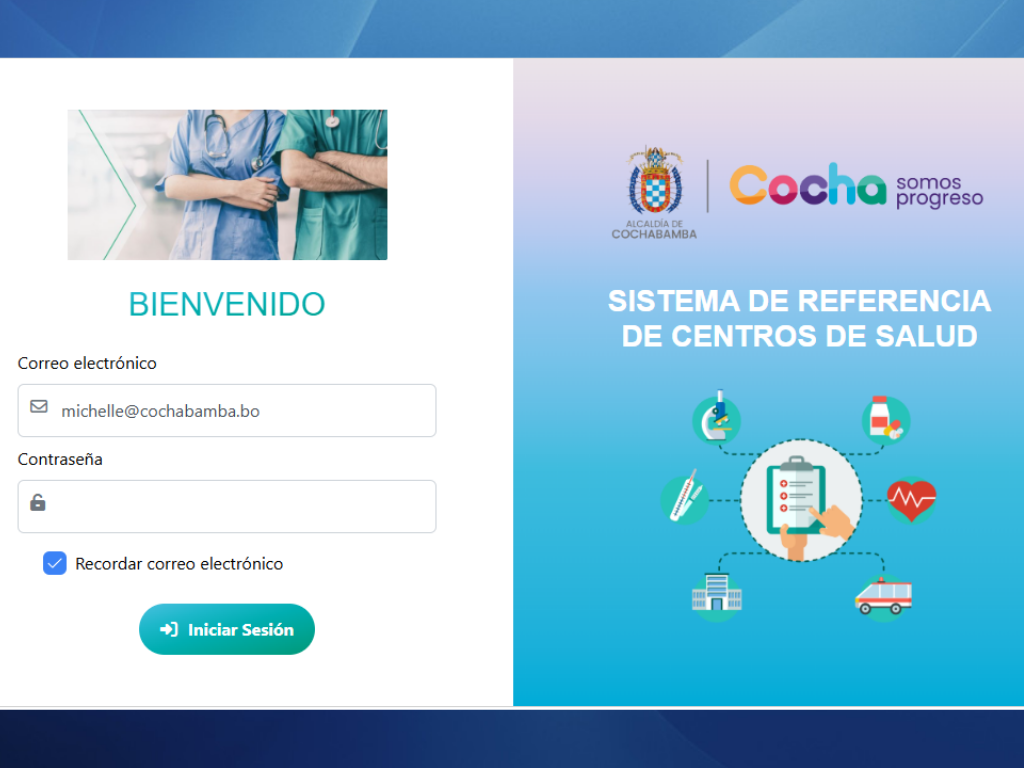 BIENVENIDO
Correo electrónico
michelle@cochabamba.bo
Contraseña
Recordar correo electrónico
Iniciar Sesión
ALCALDÍA DE
COCHABAMBA
Cocha somos
progreso
SISTEMA DE REFERENCIA
DE CENTROS DE SALUD